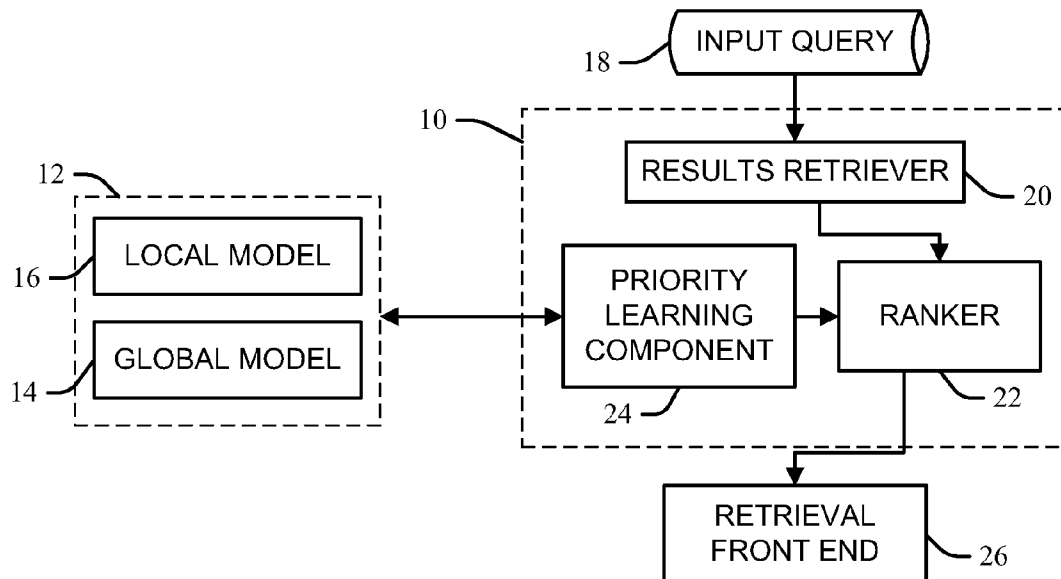 INPUT QUERY
18
10
RESULTS RETRIEVER
20
12
LOCAL MODEL
16
GLOBAL MODEL
14
PRIORITY
LEARNING
COMPONENT
24
RANKER
22
RETRIEVAL
FRONT END
26